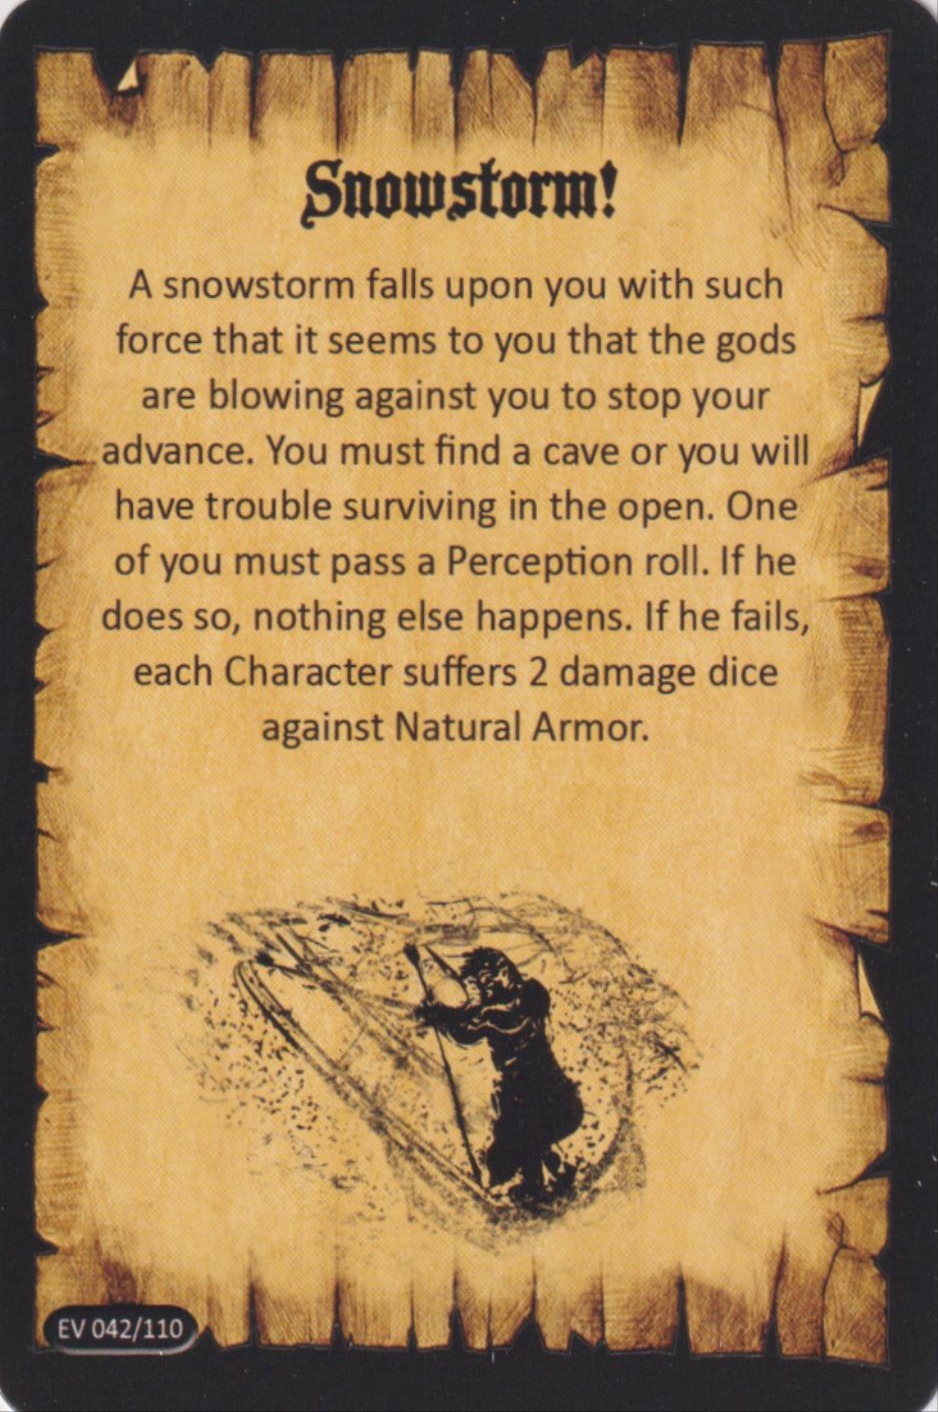 Snowstorm!
A snowstorm falls upon you with such
force that it seems to you that the gods
are blowing against you to stop your
advance. You must find a cave or you will
have trouble surviving in the open. One
of you must pass a Perception roll. If he
does so, nothing else happens. If he fails,
each Character suffers 2 damage dice
against Natural Armor.
EV 042/110